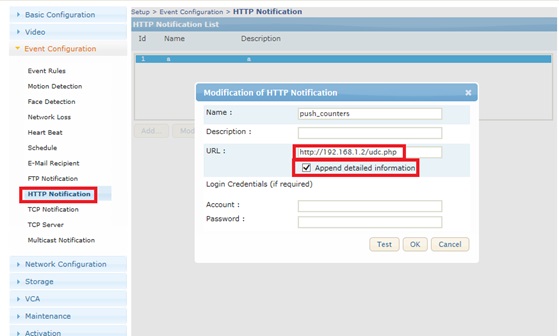 Basic Configuration
Video
Event Configuration
Event Rules
Motion Detection
Face Detection
Network Loss
Heart Beat
Schedule
E-Mail Recipient
FTP Notification
HTTP Notification
TCP Notification
TCP Server
Multicast Notification
Network Configuration
Storage
VCA
Maintenance
Activation
Setup > Event Configuration > HTTP Notification
HTTP Notification List
Id Name Description
1 a a
Add... Mod
Modification of HTTP Notification
Name : push_counters
Description :
URL : http://192.168.1.2/udc.php
Append detailed information
Login Credentials (if required)
Account :
Password :
Test OK Cancel